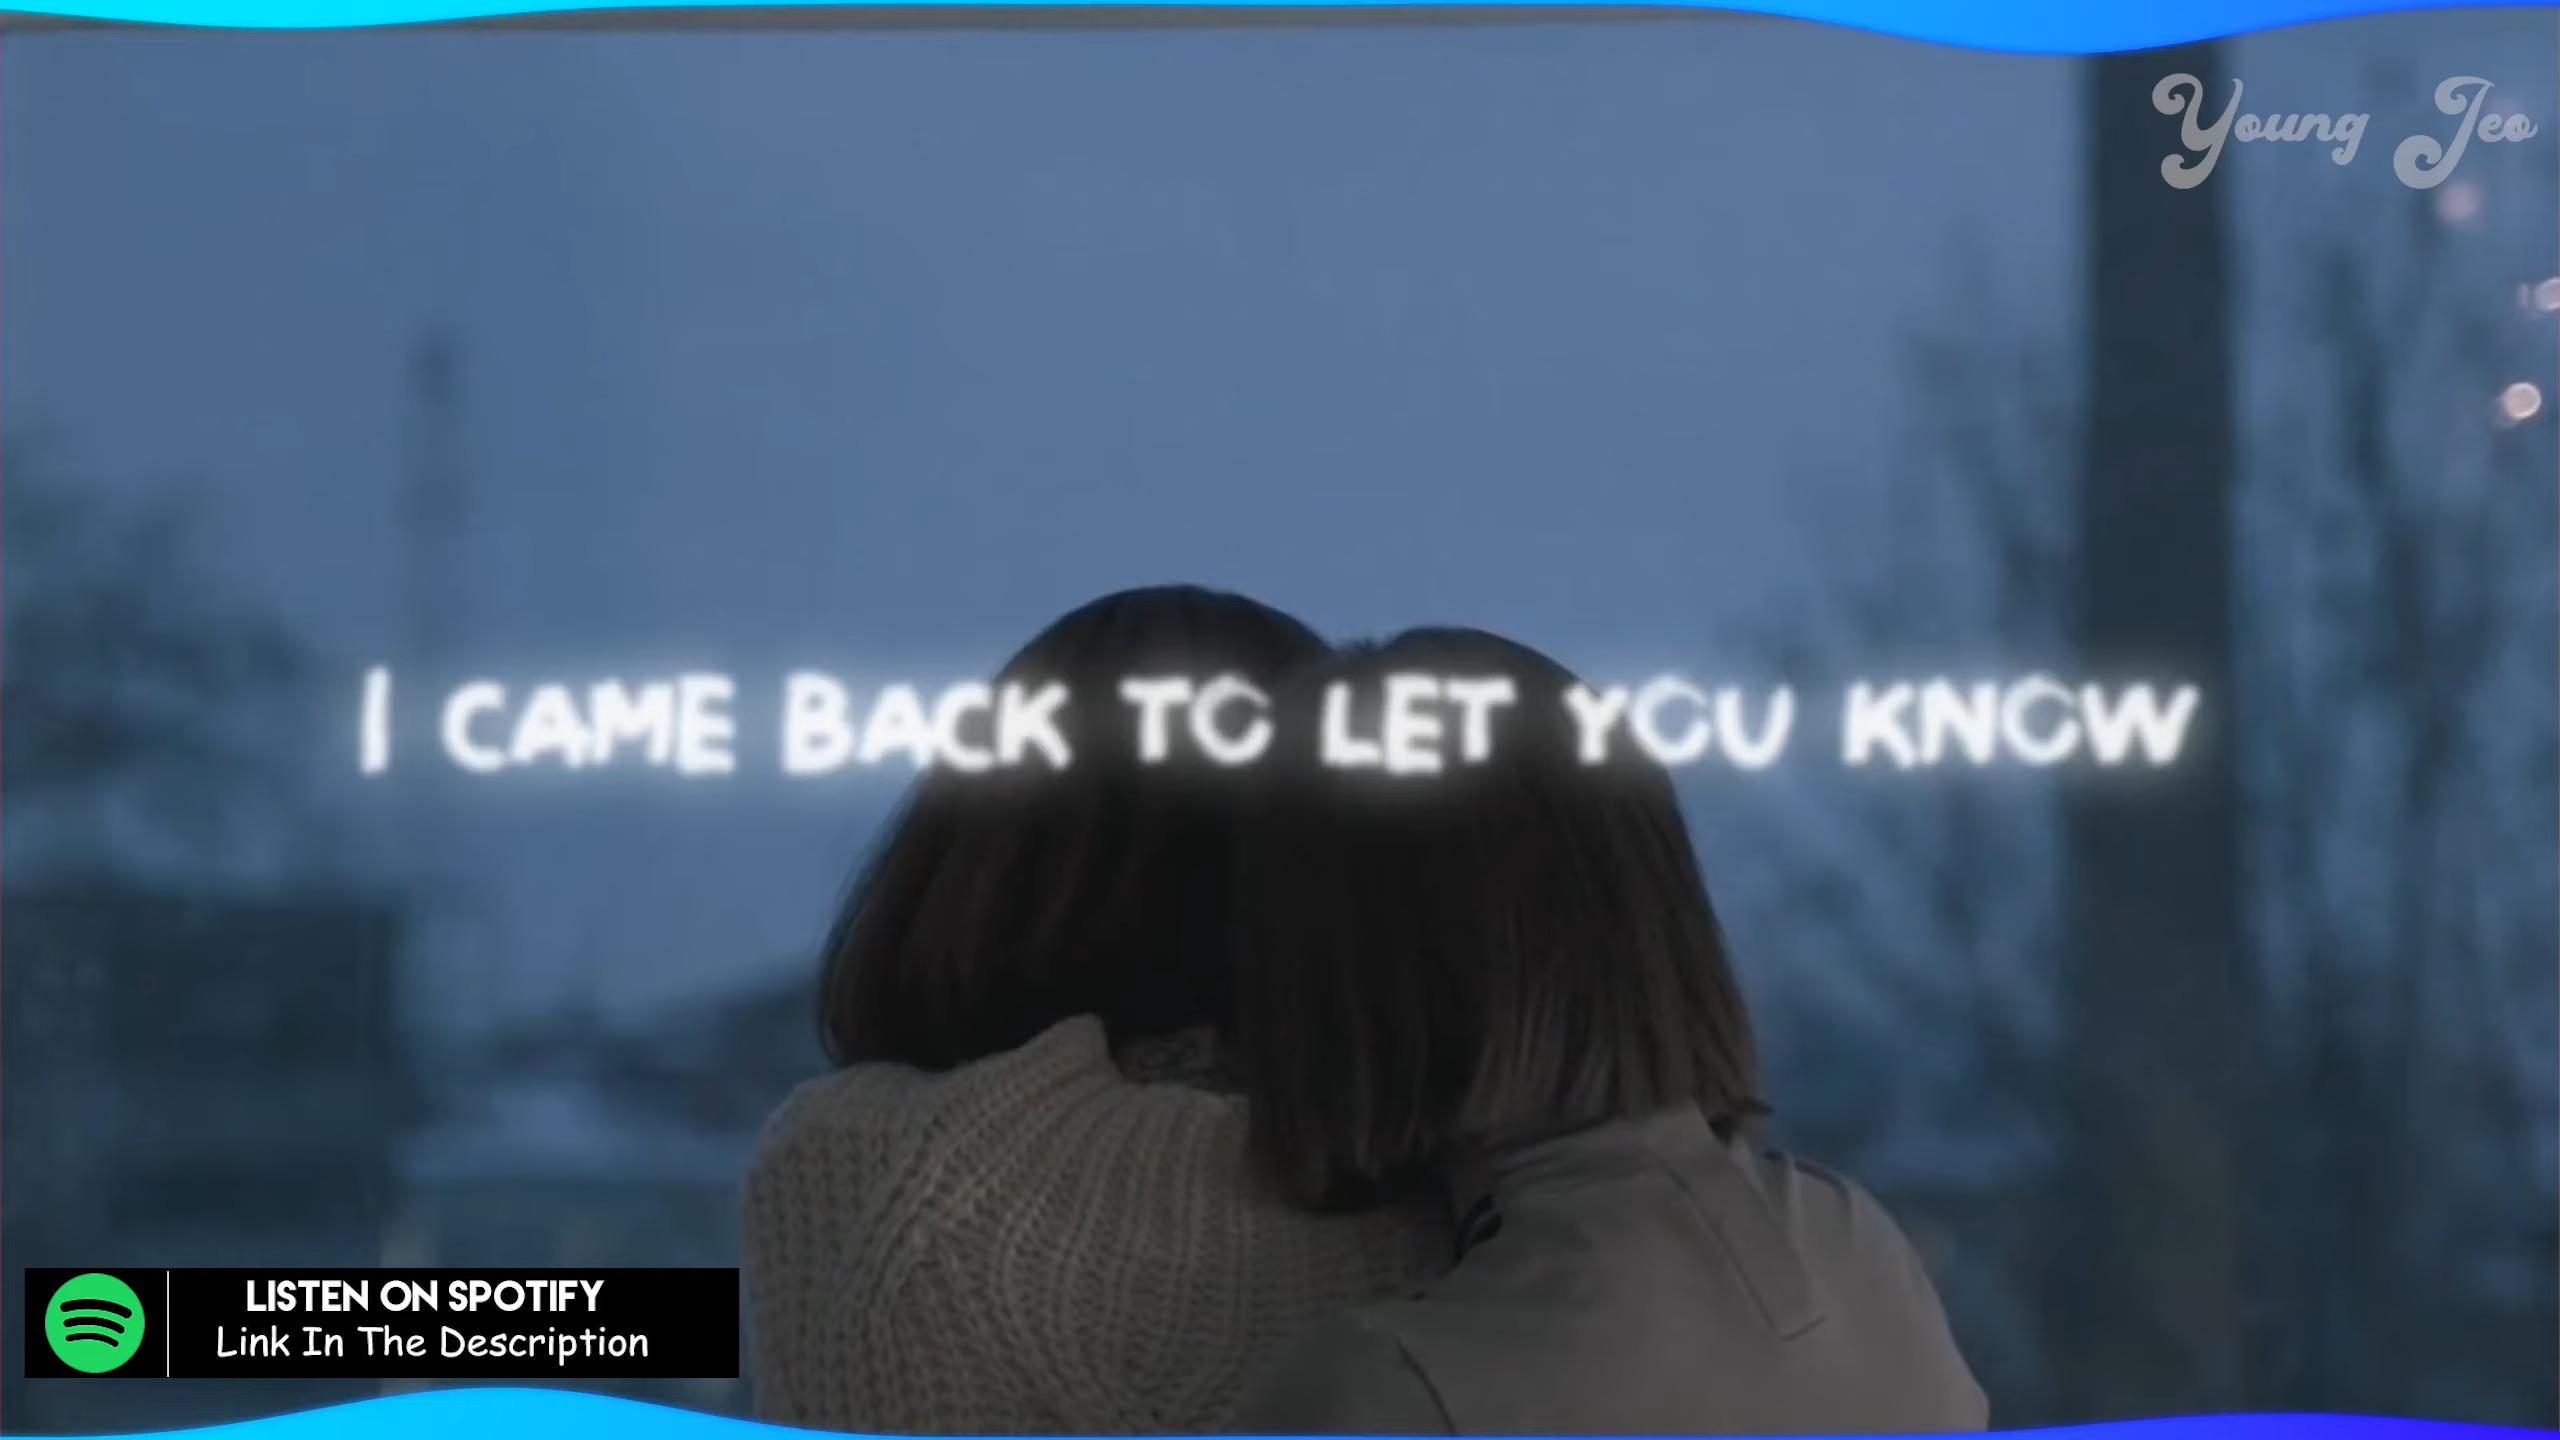 Young Jeo
I CAME BACK TO LET YOU KNOW
LISTEN ON SPOTIFY
Link In The Description